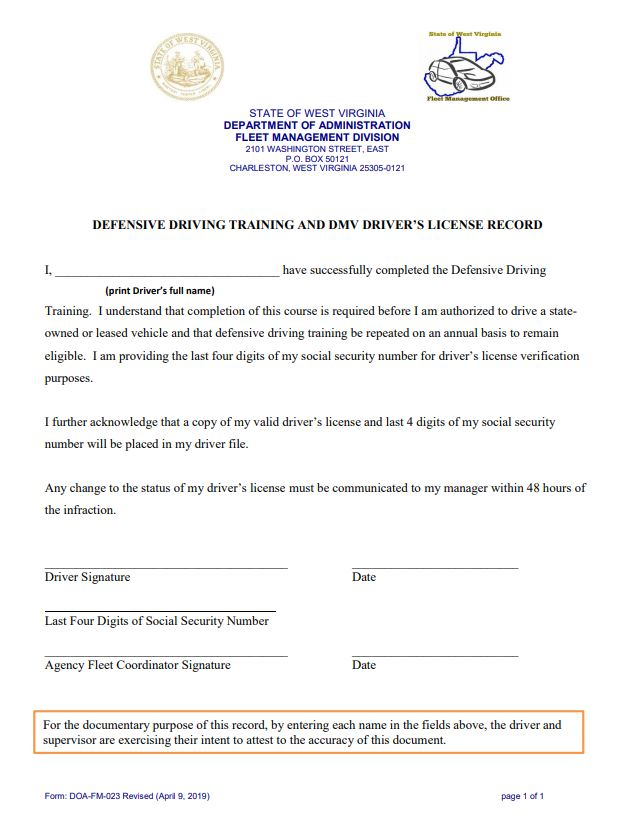 STATE OF WEST VIRGINIA
State of West Virginia
Fleet Management Office
STATE OF WEST VIRGINIA
DEPARTMENT OF ADMINISTRATION
FLEET MANAGEMENT DIVISION
2101 WASHINGTON STREET, EAST
P.O. BOX 50121
CHARLESTON, WEST VIRGINIA 25305-0121
DEFENSIVE DRIVING TRAINING AND DMV DRIVER'S LICENSE RECORD
I, ________________________________ have successfully completed the Defensive Driving
(print Driver's full name)
Training. I understand that completion of this course is required before I am authorized to drive a state-
owned or leased vehicle and that defensive driving training be repeated on an annual basis to remain
eligible. I am providing the last four digits of my social security number for driver's license verification
purposes.
I further acknowledge that a copy of my valid driver's license and last 4 digits of my social security
number will be placed in my driver file.
Any change to the status of my driver's license must be communicated to my manager within 48 hours of
the infraction.
Driver Signature Date
Last Four Digits of Social Security Number
Agency Fleet Coordinator Signature Date
For the documentary purpose of this record, by entering each name in the fields above, the driver and
supervisor are exercising their intent to attest to the accuracy of this document.
Form: DOA-FM-023 Revised (April 9, 2019) page 1 of 1